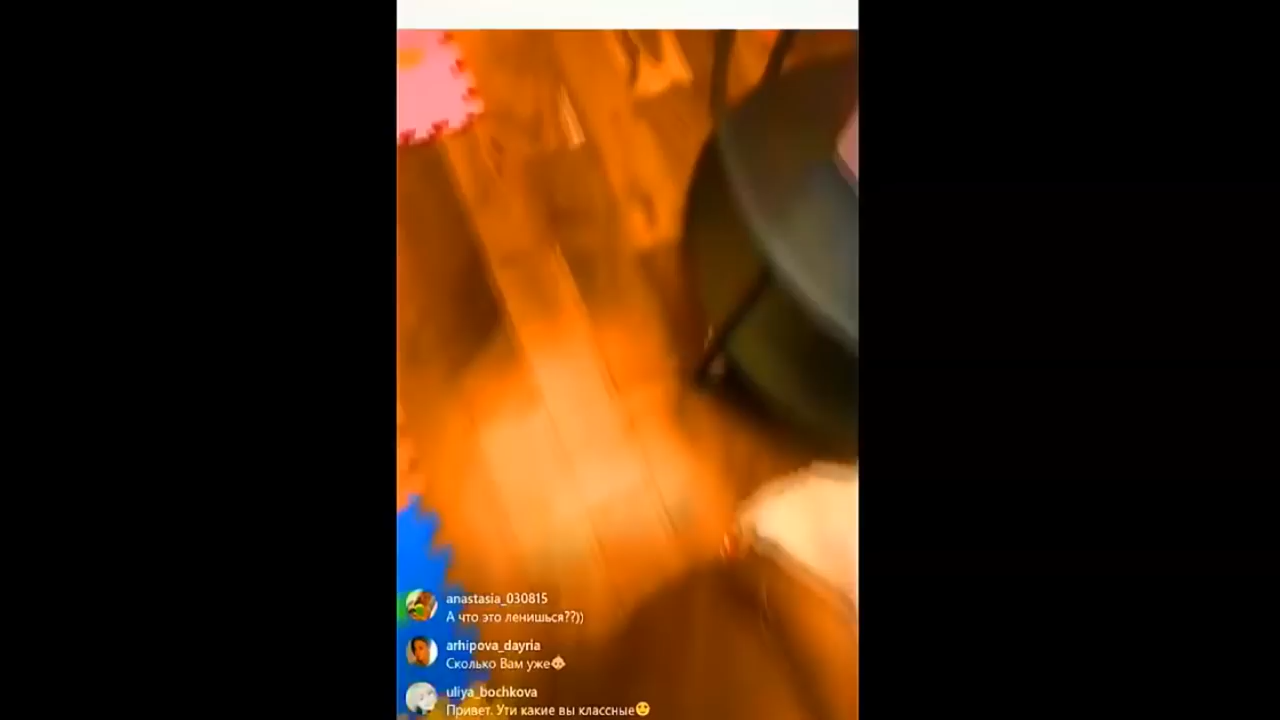 anastasia_030815
А что это ленишься??))
arhipova_dayria
Сколько Вам уже👶
uliya_bochkova
Привет. Ути какие вы классные😊